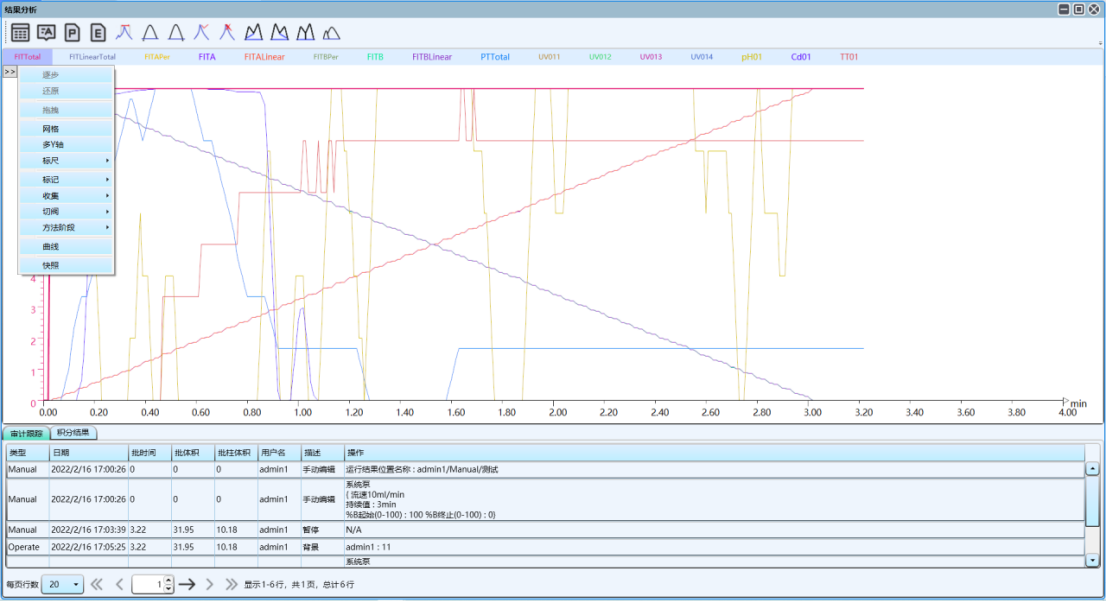 结果分析
A P E
FITTotal FITLinearTotal FITAPer FITA FITALinear FITBPer FITB FITBLinear PTTotal UV011 UV012 UV013 UV014 pH01 Cd01 TT01
>>
逐步
还原
拖拽
网格
多Y轴
标尺
标记
收集
切阀
方法阶段
曲线
快照
4
3
2
1
0
0.00 0.20 0.40 0.60 0.80 1.00 1.20 1.40 1.60 1.80 2.00 2.20 2.40 2.60 2.80 3.00 3.20 3.40 3.60 3.80 4.00 min
审计跟踪 积分结果
类型 日期 批时间 批体积 批柱体积 用户名 描述 操作
Manual 2022/2/16 17:00:26 0 0 0 admin1 手动编辑 运行结果位置名称 : admin1/Manual/测试
Manual 2022/2/16 17:00:26 0 0 0 admin1 手动编辑 系统泵
( 流速10ml/min
持续值 : 3min
%B起始(0-100) : 100 %B终止(0-100) : 0)
Manual 2022/2/16 17:03:39 3.22 31.95 10.18 admin1 暂停 N/A
Operate 2022/2/16 17:05:25 3.22 31.95 10.18 admin1 背景 admin1 : 11
系统泵
每页行数 20 1 显示1-6行，共1页，总计6行